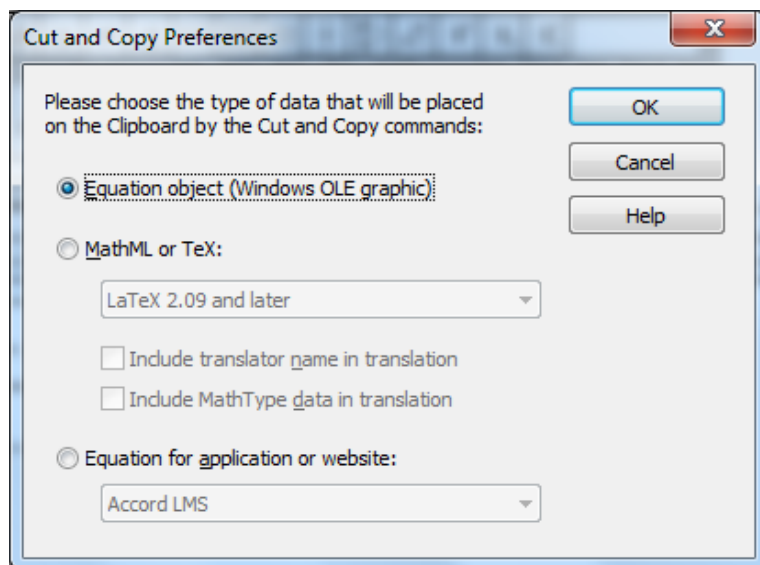 Cut and Copy Preferences
Please choose the type of data that will be placed
on the Clipboard by the Cut and Copy commands:
OK
Cancel
Help
Equation object (Windows OLE graphic)
MathML or TeX:
LaTeX 2.09 and later
Include translator name in translation
Include MathType data in translation
Equation for application or website:
Accord LMS